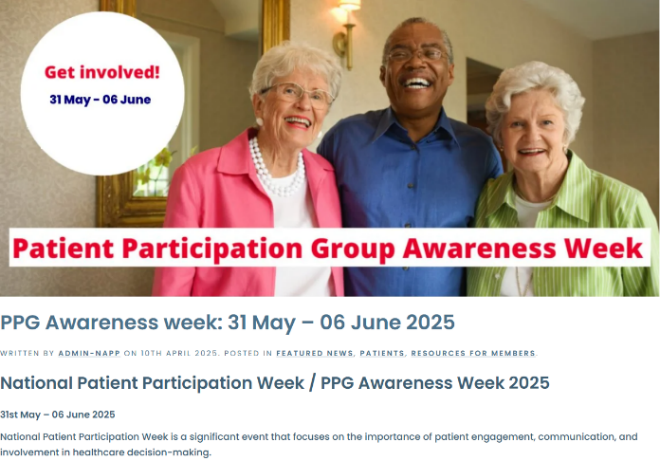 Get involved!
31 May - 06 June
Patient Participation Group Awareness Week
PPG Awareness week: 31 May – 06 June 2025
WRITTEN BY ADMIN-NAPP ON 10TH APRIL 2025. POSTED IN FEATURED NEWS, PATIENTS, RESOURCES FOR MEMBERS.
National Patient Participation Week / PPG Awareness Week 2025
31st May – 06 June 2025
National Patient Participation Week is a significant event that focuses on the importance of patient engagement, communication, and
involvement in healthcare decision-making.